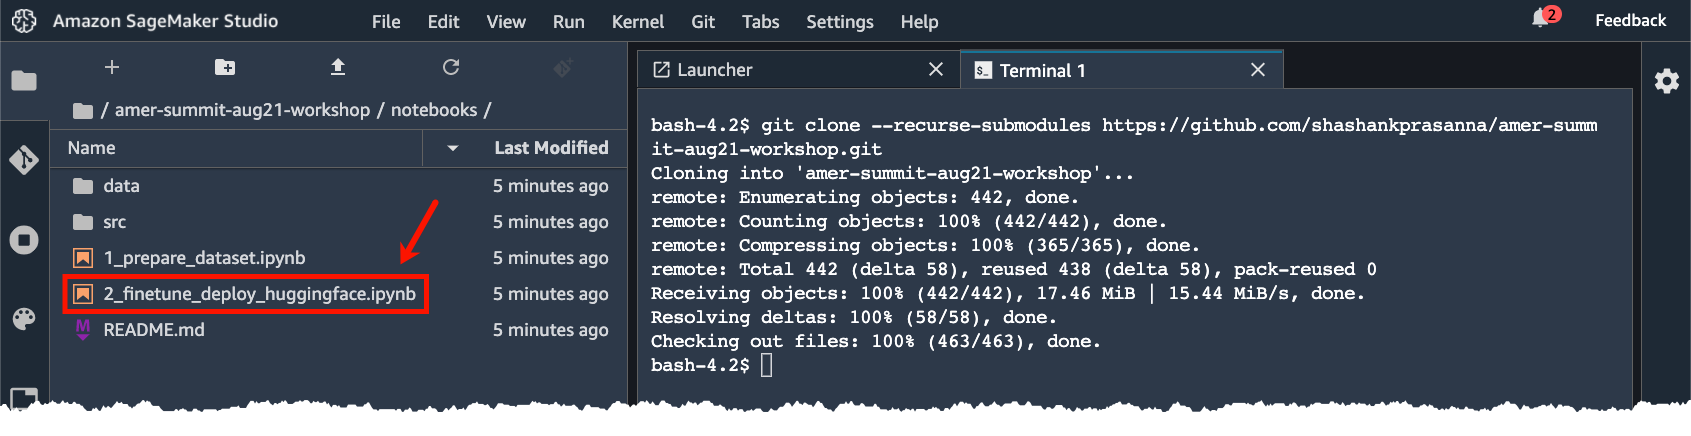 Amazon SageMaker Studio File Edit View Run Kernel Git Tabs Settings Help 2 Feedback
/ amer-summit-aug21-workshop / notebooks /
Name Last Modified
data 5 minutes ago
src 5 minutes ago
1_prepare_dataset.ipynb 5 minutes ago
2_finetune_deploy_huggingface.ipynb 5 minutes ago
README.md 5 minutes ago
Launcher
$_ Terminal 1
bash-4.2$ git clone --recurse-submodules https://github.com/shashankprasanna/amer-summ
it-aug21-workshop.git
Cloning into 'amer-summit-aug21-workshop'...
remote: Enumerating objects: 442, done.
remote: Counting objects: 100% (442/442), done.
remote: Compressing objects: 100% (365/365), done.
remote: Total 442 (delta 58), reused 438 (delta 58), pack-reused 0
Receiving objects: 100% (442/442), 17.46 MiB | 15.44 MiB/s, done.
Resolving deltas: 100% (58/58), done.
Checking out files: 100% (463/463), done.
bash-4.2$